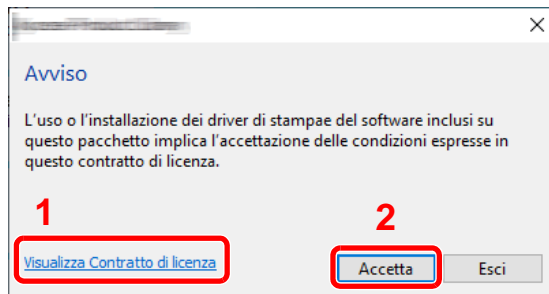 Avviso
L'uso o l'installazione dei driver di stampae del software inclusi su
questo pacchetto implica l'accettazione delle condizioni espresse in
questo contratto di licenza.
1
2
Visualizza Contratto di licenza
Accetta
Esci